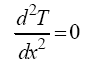 d²T/dx² = 0